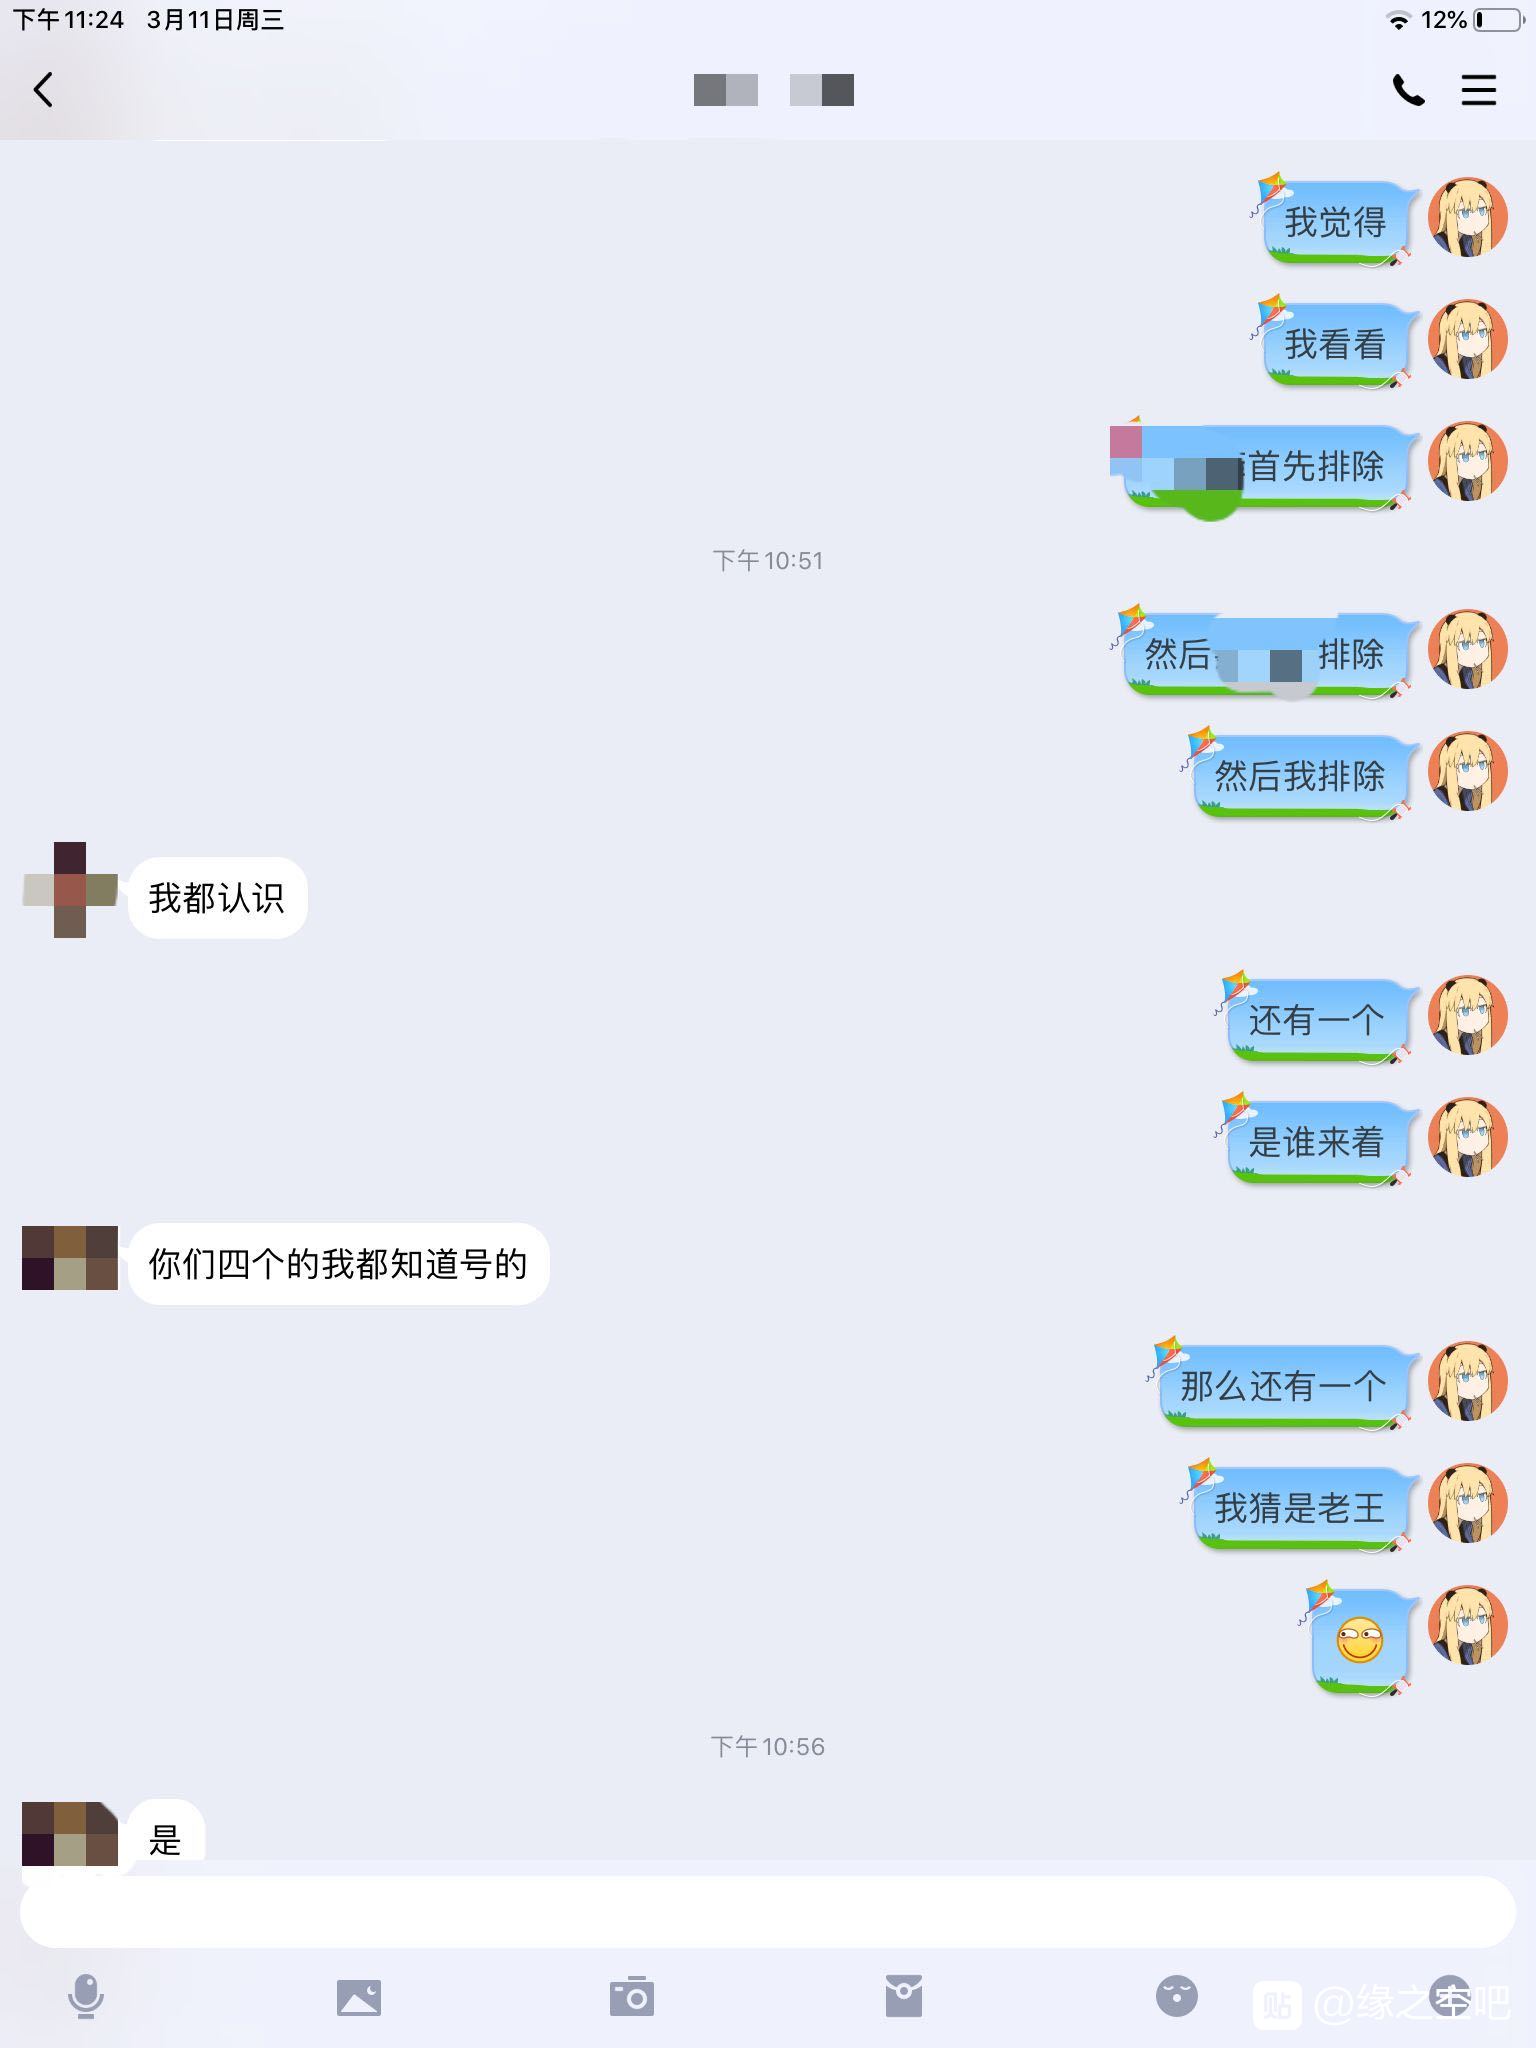 下午11:24 3月11日周三
12%
我觉得
我看看
首先排除
下午10:51
然后 排除
然后我排除
我都认识
还有一个
是谁来着
你们四个的我都知道号的
那么还有一个
我猜是老王
下午10:56
是
贴 @缘之空吧